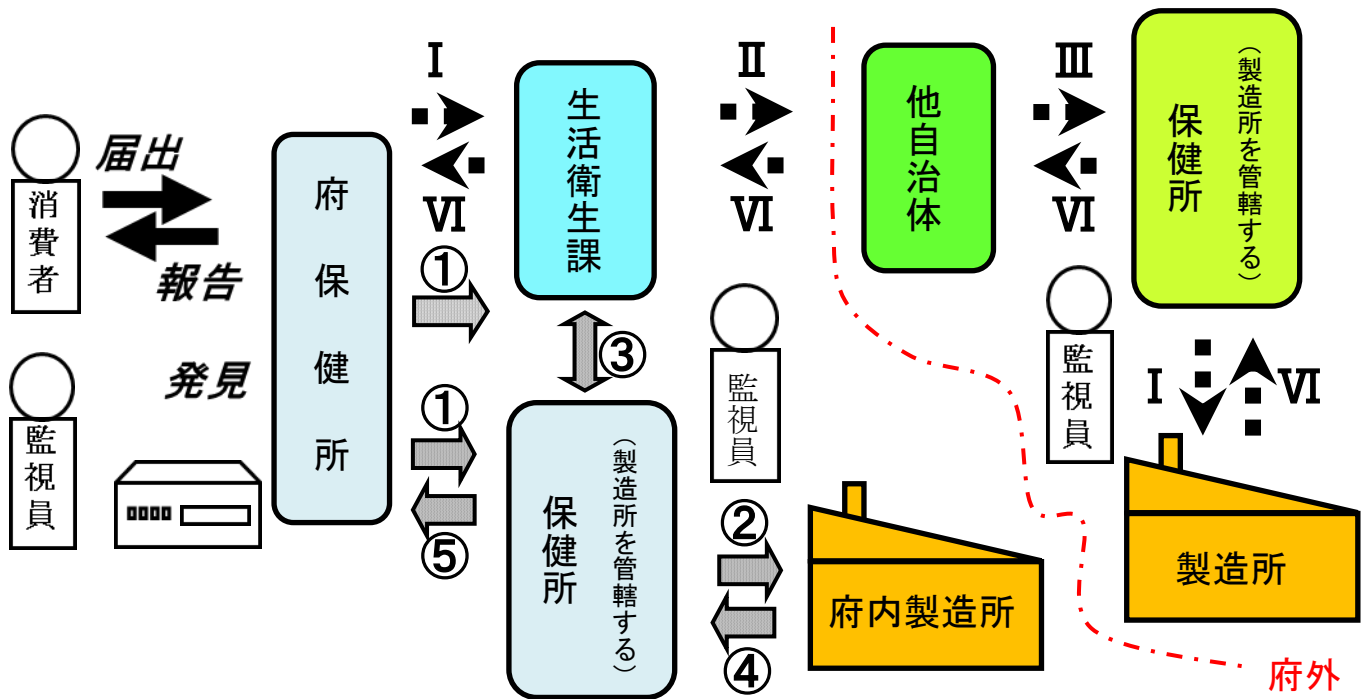 届出
消費者
報告
発見
監視員
府保健所
Ⅰ
Ⅵ
①
①
⑤
生活衛生課
③
保健所
（製造所を管轄する）
Ⅱ
Ⅵ
監視員
②
④
府内製造所
他自治体
Ⅲ
Ⅵ
保健所
（製造所を管轄する）
監視員
Ⅰ
Ⅵ
製造所
府外